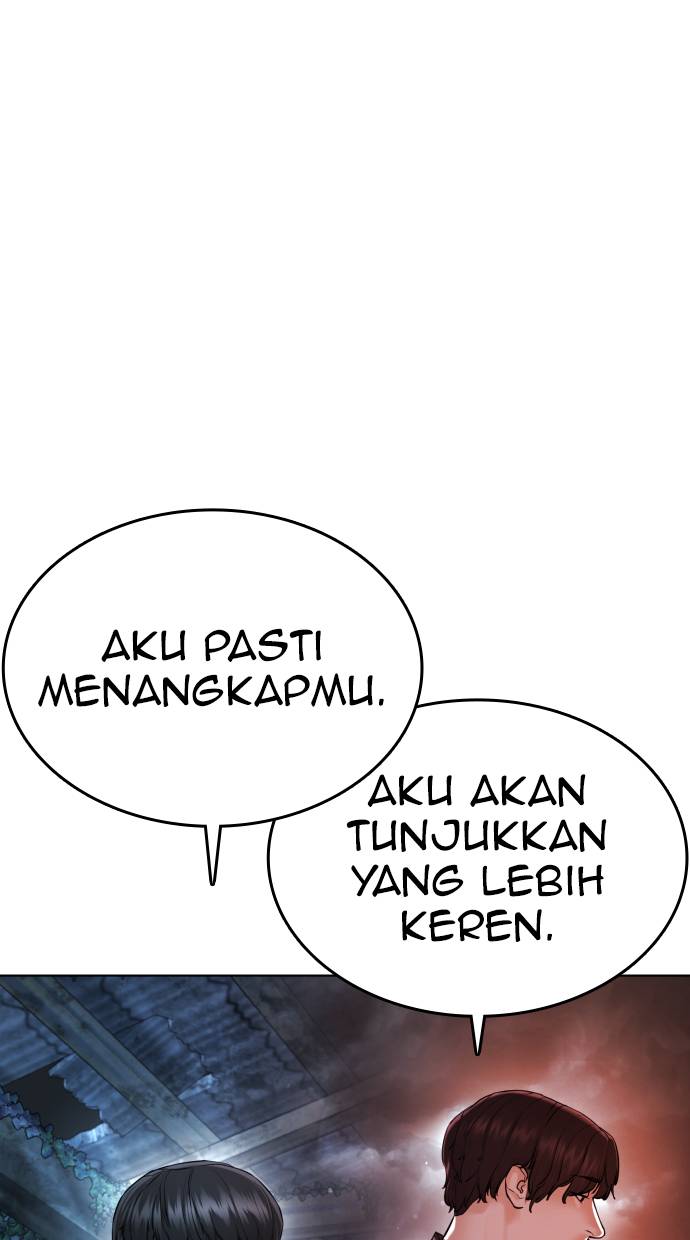 AKU PASTI
MENANGKAPMU.
AKU AKAN
TUNJUKKAN
YANG LEBIH
KEREN.